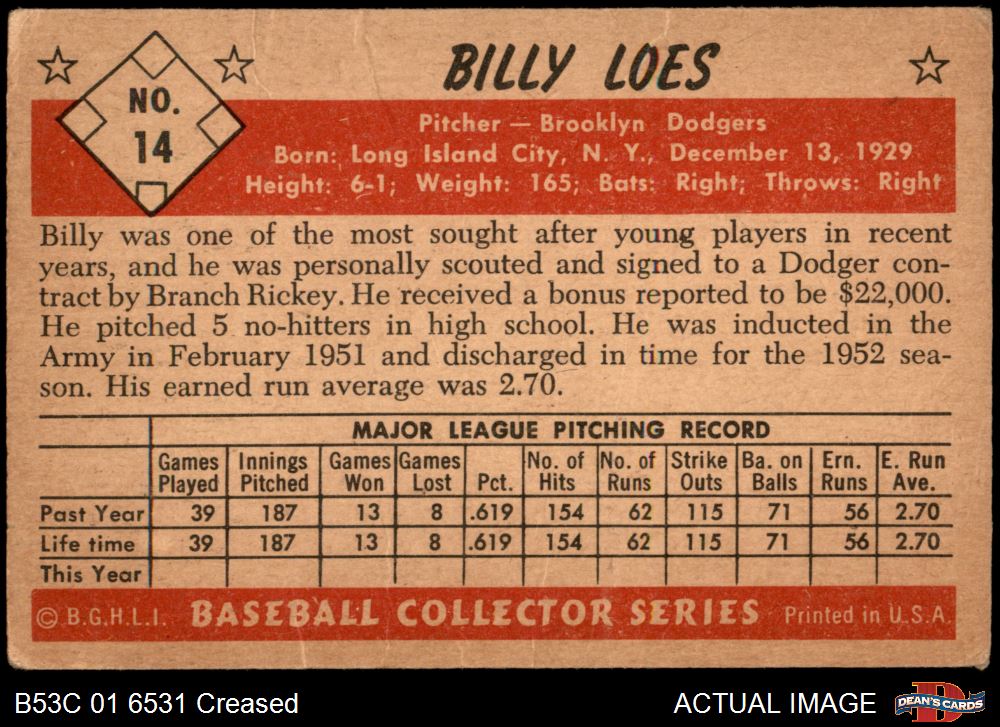 BILLY LOES
NO.
14
Pitcher — Brooklyn Dodgers
Born: Long Island City, N. Y., December 13, 1929
Height: 6-1; Weight: 165; Bats: Right; Throws: Right
Billy was one of the most sought after young players in recent
years, and he was personally scouted and signed to a Dodger con-
tract by Branch Rickey. He received a bonus reported to be $22,000.
He pitched 5 no-hitters in high school. He was inducted in the
Army in February 1951 and discharged in time for the 1952 sea-
son. His earned run average was 2.70.
MAJOR LEAGUE PITCHING RECORD
Games Innings Games Games No. of No. of Strike Ba. on Ern. E. Run
Played Pitched Won Lost Pct. Hits Runs Outs Balls Runs Ave.
Past Year 39 187 13 8 .619 154 62 115 71 56 2.70
Life time 39 187 13 8 .619 154 62 115 71 56 2.70
This Year
© B.G.H.L.I. BASEBALL COLLECTOR SERIES Printed in U.S.A.
B53C 01 6531 Creased ACTUAL IMAGE DEAN'S CARDS